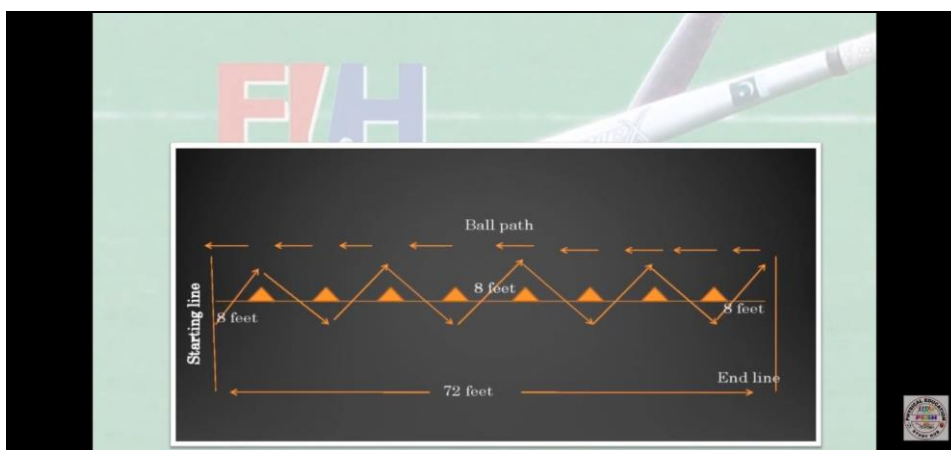 FIH
Ball path
8 feet
Starting line
8 feet
8 feet
End line
72 feet